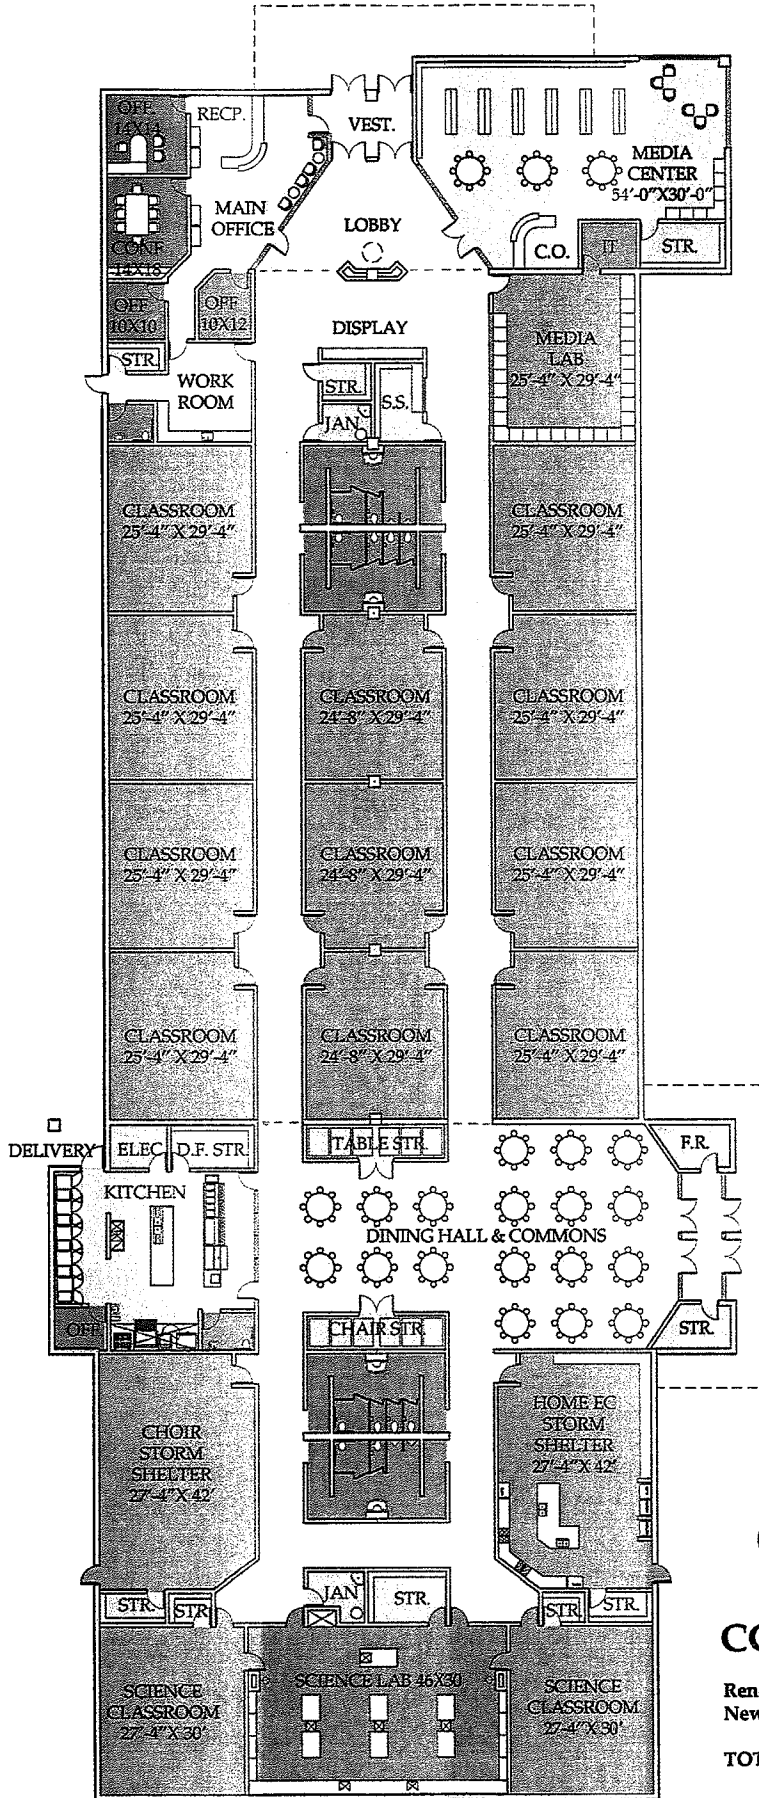 OFF.
14X14
RECP.
VEST.
MEDIA
CENTER
54'-0"X30'-0"
MAIN
OFFICE
LOBBY
CONF.
14X18
C.O.
IT
STR.
OFF
10X10
OFF
10X12
DISPLAY
MEDIA
LAB
25'-4" X 29'-4"
STR.
WORK
ROOM
STR.
S.S.
JAN
CLASSROOM
25'-4" X 29'-4"
CLASSROOM
25'-4" X 29'-4"
CLASSROOM
25'-4" X 29'-4"
CLASSROOM
24'-8" X 29'-4"
CLASSROOM
25'-4" X 29'-4"
CLASSROOM
25'-4" X 29'-4"
CLASSROOM
24'-8" X 29'-4"
CLASSROOM
25'-4" X 29'-4"
CLASSROOM
25'-4" X 29'-4"
CLASSROOM
24'-8" X 29'-4"
CLASSROOM
25'-4" X 29'-4"
DELIVERY
ELEC
D.F. STR.
TABLE STR.
F.R.
KITCHEN
DINING HALL & COMMONS
OFF
CHAIR STR.
STR.
CHOIR
STORM
SHELTER
27'-4"X 42'
HOME EC
STORM
SHELTER
27'-4"X 42'
STR.
STR.
JAN
STR.
STR.
STR.
SCIENCE
CLASSROOM
27'-4"X 30'
SCIENCE LAB 46X30
SCIENCE
CLASSROOM
27-4"X 30'
CO
Ren
New
TOT